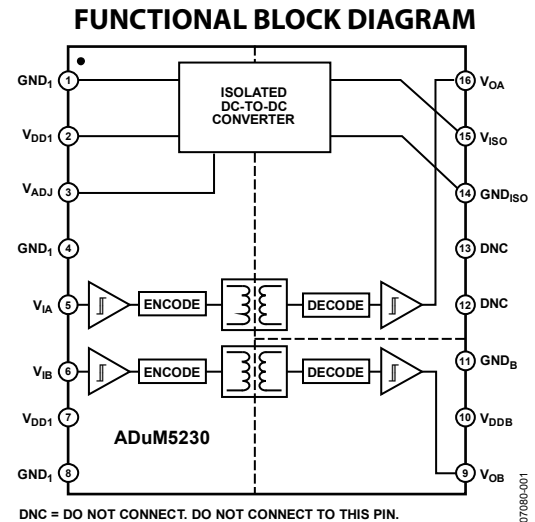 FUNCTIONAL BLOCK DIAGRAM
GND1 1
ISOLATED
DC-TO-DC
CONVERTER
16 VOA
VDD1 2
15 VISO
VADJ 3
14 GNDISO
GND1 4
13 DNC
VIA 5
ENCODE
DECODE
12 DNC
VIB 6
ENCODE
DECODE
11 GNDB
VDD1 7
ADuM5230
10 VDDB
GND1 8
9 VOB
DNC = DO NOT CONNECT. DO NOT CONNECT TO THIS PIN.
07080-001